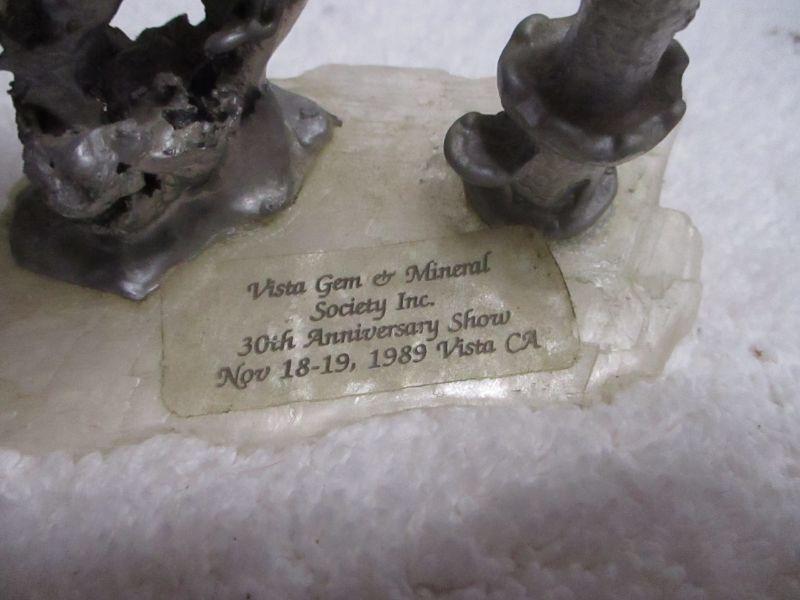 Vista Gem & Mineral
Society Inc.
30th Anniversary Show
Nov 18-19, 1989 Vista CA